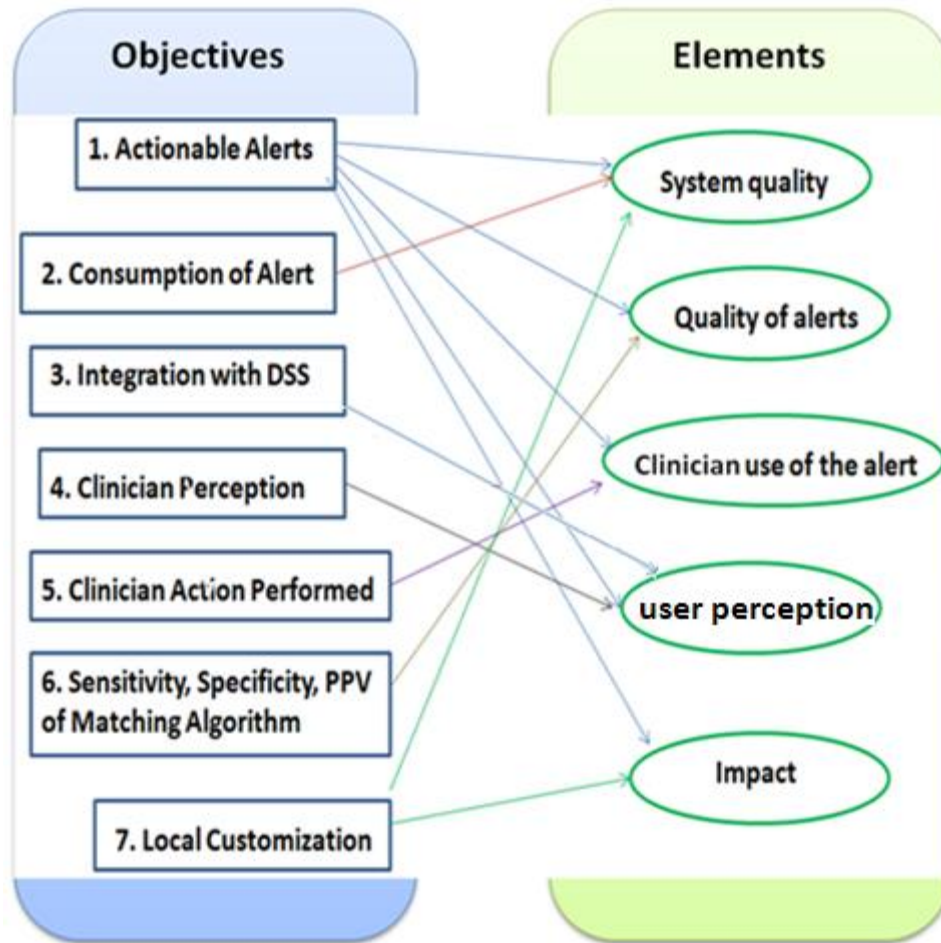 Objectives
1. Actionable Alerts
2. Consumption of Alert
3. Integration with DSS
4. Clinician Perception
5. Clinician Action Performed
6. Sensitivity, Specificity, PPV
of Matching Algorithm
7. Local Customization
Elements
System quality
Quality of alerts
Clinician use of the alert
user perception
Impact